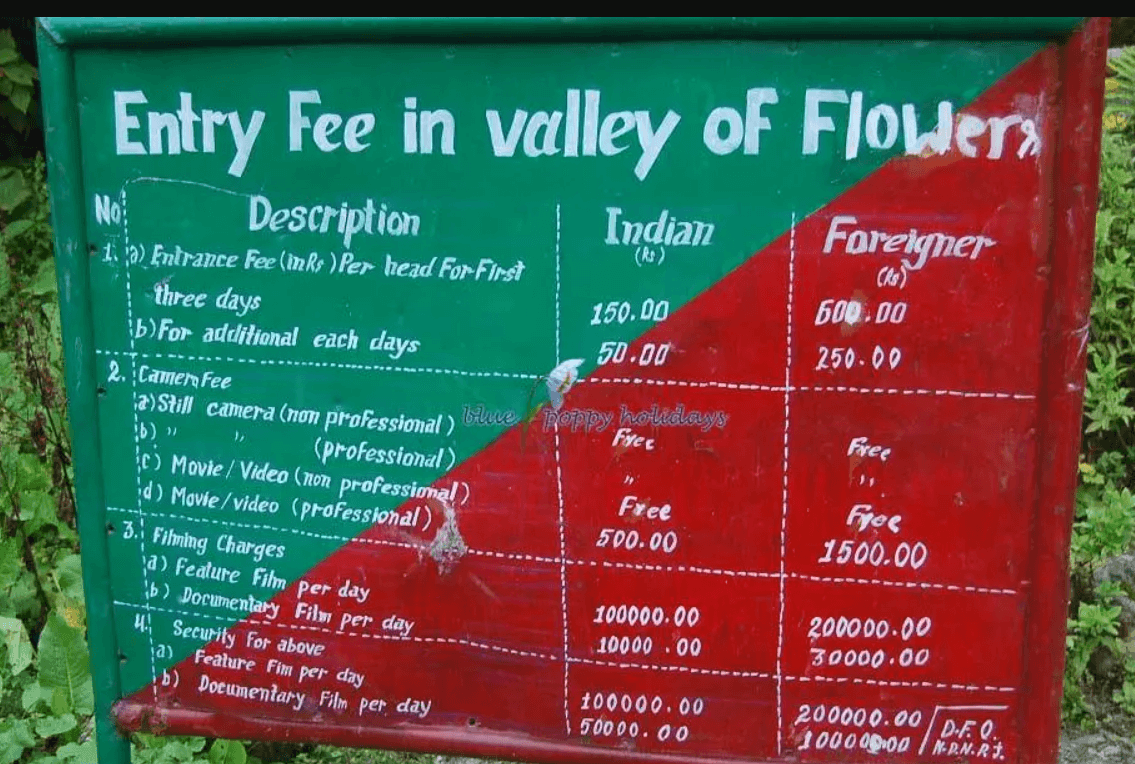 Entry Fee in valley of Flowers
No Description Indian Foreigner
(Rs) (Rs)
1. a) Entrance Fee (in Rs) Per head For First
three days 150.00 600.00
b) For additional each days 50.00 250.00
2. Camera Fee
blue poppy holidays
a) Still camera (non professional) Free Free
b) " " (professional) " "
c) Movie/Video (non professional) Free Free
d) Movie/video (professional) 500.00 1500.00
3. Filming Charges
a) Feature Film per day 100000.00 200000.00
b) Documentary Film per day 10000.00 30000.00
4. Security for above
a) Feature Fim per day 100000.00 200000.00
b) Documentary Film per day 50000.00 100000.00
D.F.O.
N.D.N.P.J.